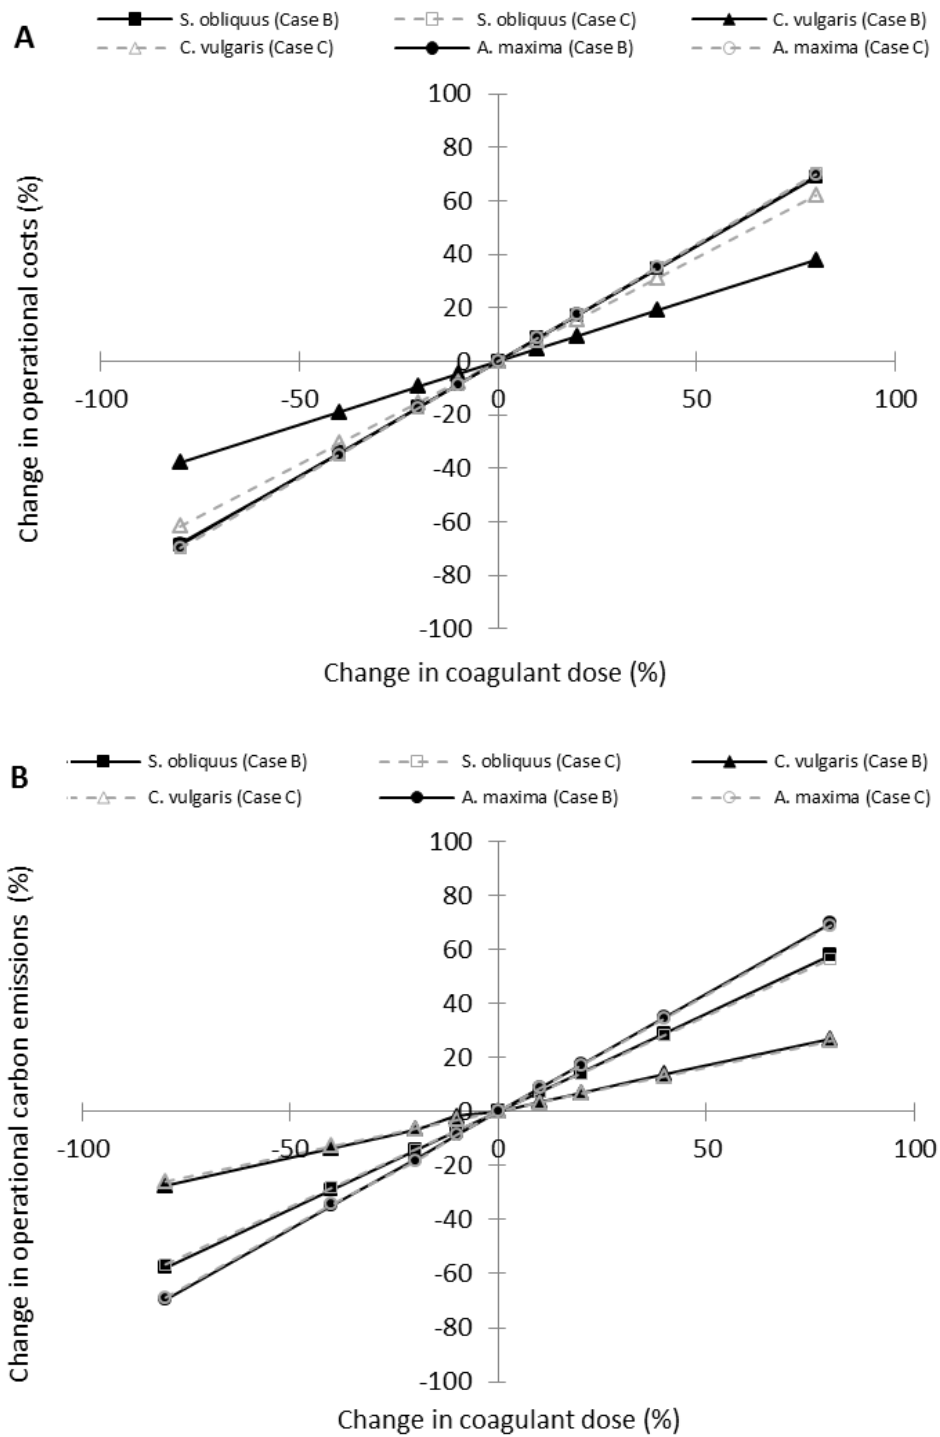 A
S. obliquus (Case B) S. obliquus (Case C) C. vulgaris (Case B)
C. vulgaris (Case C) A. maxima (Case B) A. maxima (Case C)
Change in operational costs (%)
100
80
60
40
20
0
-100 -50 0 50 100
-20
-40
-60
-80
-100
Change in coagulant dose (%)
B
S. obliquus (Case B) S. obliquus (Case C) C. vulgaris (Case B)
C. vulgaris (Case C) A. maxima (Case B) A. maxima (Case C)
Change in operational carbon emissions (%)
100
80
60
40
20
0
-100 -50 0 50 100
-20
-40
-60
-80
-100
Change in coagulant dose (%)